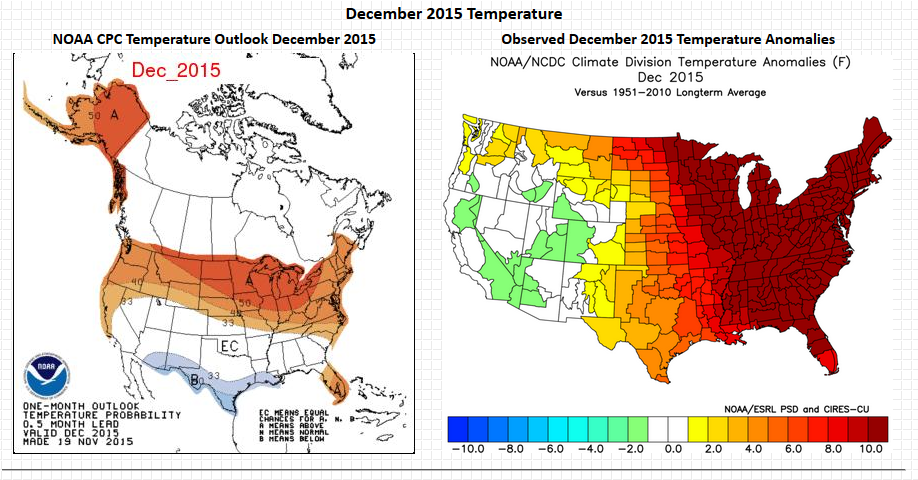 December 2015 Temperature
NOAA CPC Temperature Outlook December 2015
Dec_2015
50
A
40
A
50
40
33
33
EC
B
33
A
NOAA
ONE-MONTH OUTLOOK
TEMPERATURE PROBABILITY
0.5 MONTH LEAD
VALID DEC 2015
MADE 19 NOV 2015
EC MEANS EQUAL
CHANCES FOR A, N, B
A MEANS ABOVE
N MEANS NORMAL
B MEANS BELOW
Observed December 2015 Temperature Anomalies
NOAA/NCDC Climate Division Temperature Anomalies (F)
Dec 2015
Versus 1951-2010 Longterm Average
NOAA/ESRL PSD and CIRES-CU
-10.0 -8.0 -6.0 -4.0 -2.0 0.0 2.0 4.0 6.0 8.0 10.0